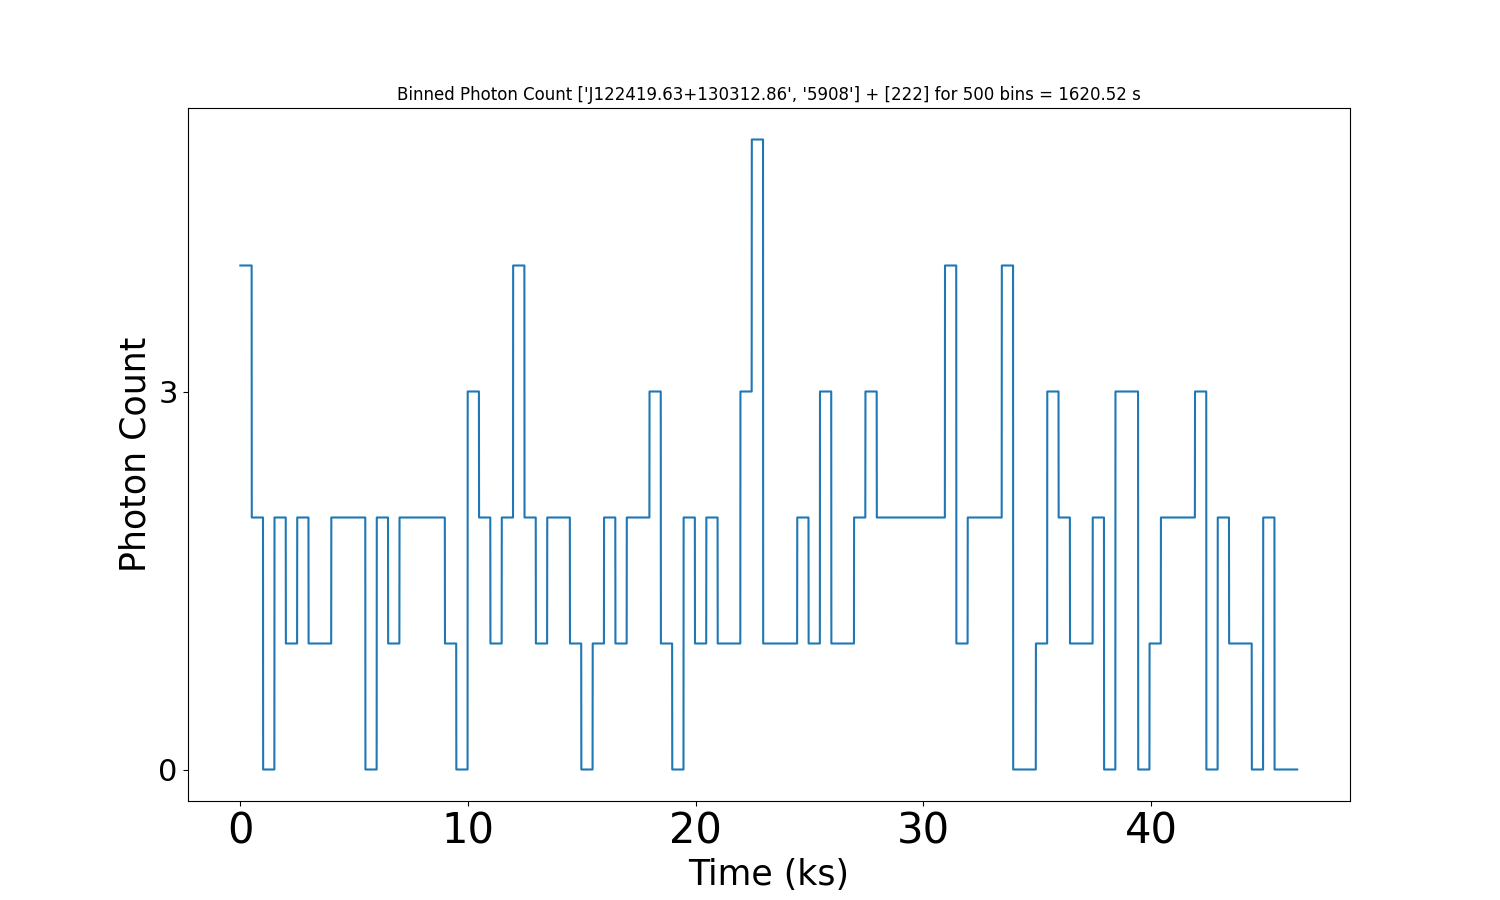 Binned Photon Count ['J122419.63+130312.86', '5908'] + [222] for 500 bins = 1620.52 s
Photon Count
3
0
0 10 20 30 40
Time (ks)